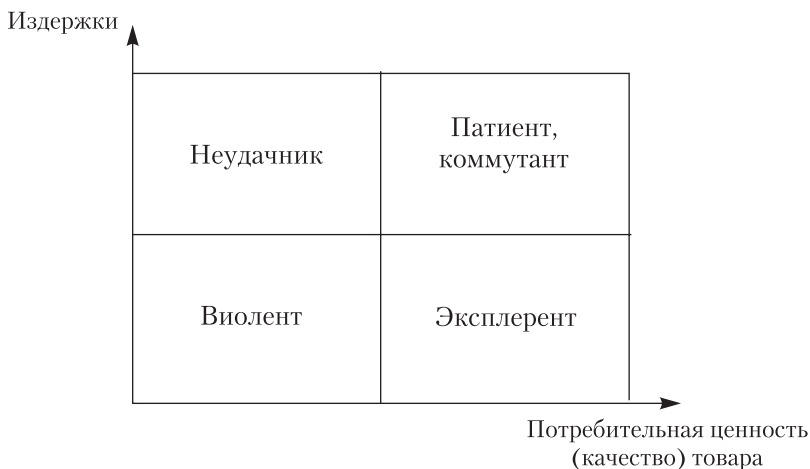 Издержки
Неудачник
Патиент,
коммутант
Виолент
Эксплерент
Потребительная ценность
(качество) товара